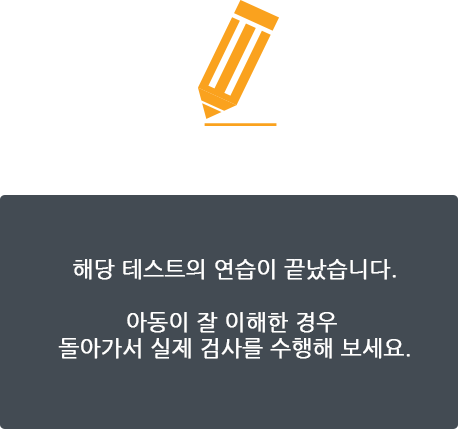 해당 테스트의 연습이 끝났습니다.
아동이 잘 이해한 경우
돌아가서 실제 검사를 수행해 보세요.